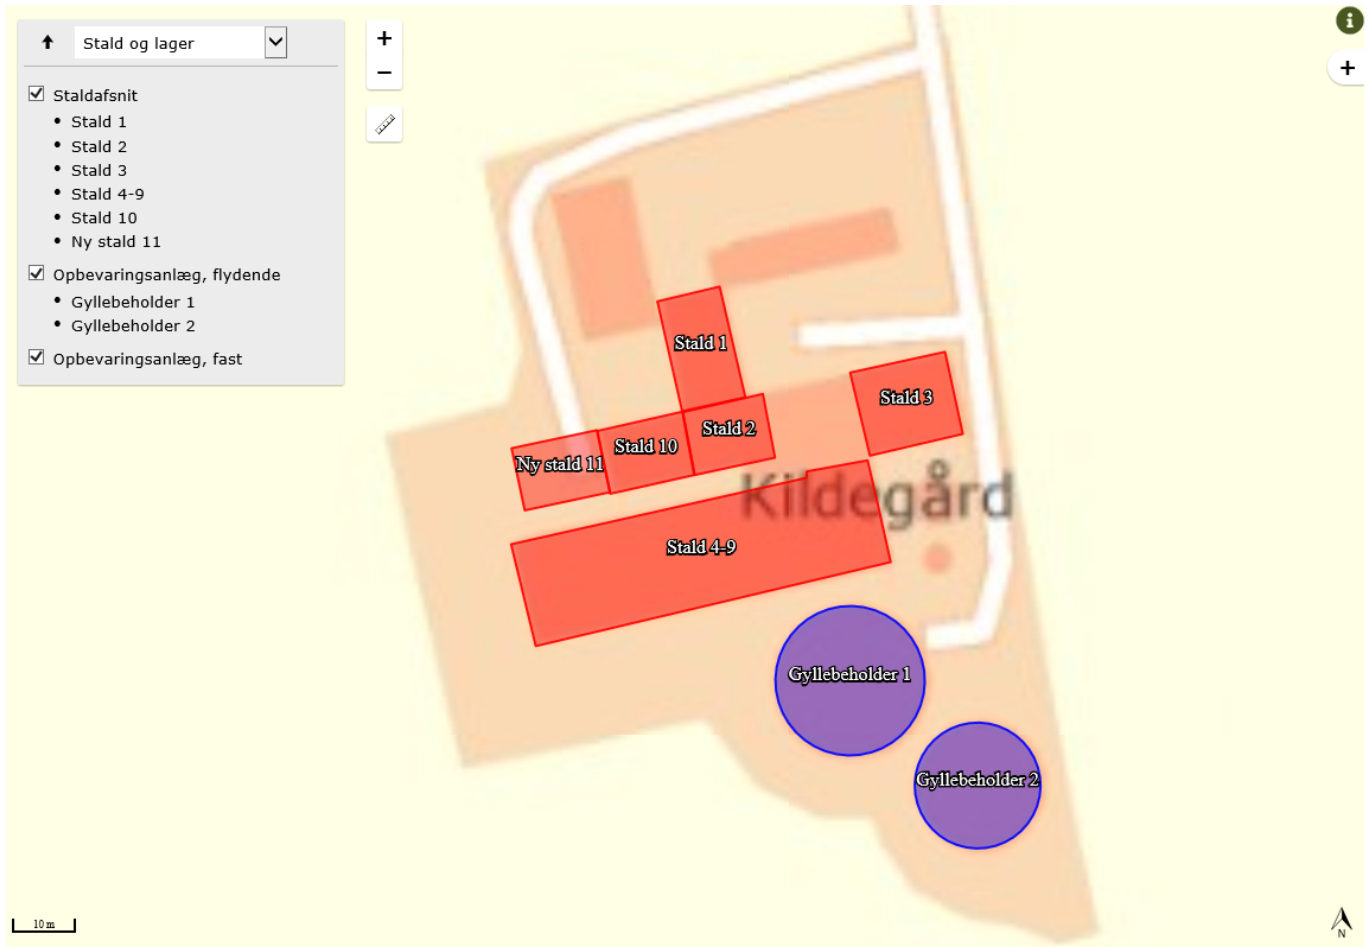 Stald og lager
Staldafsnit
• Stald 1
• Stald 2
• Stald 3
• Stald 4-9
• Stald 10
• Ny stald 11
Opbevaringsanlæg, flydende
• Gyllebeholder 1
• Gyllebeholder 2
Opbevaringsanlæg, fast
+
−
i
+
Stald 1
Stald 3
Stald 2
Stald 10
Ny stald 11
Kildegård
Stald 4-9
Gyllebeholder 1
Gyllebeholder 2
10 m
N